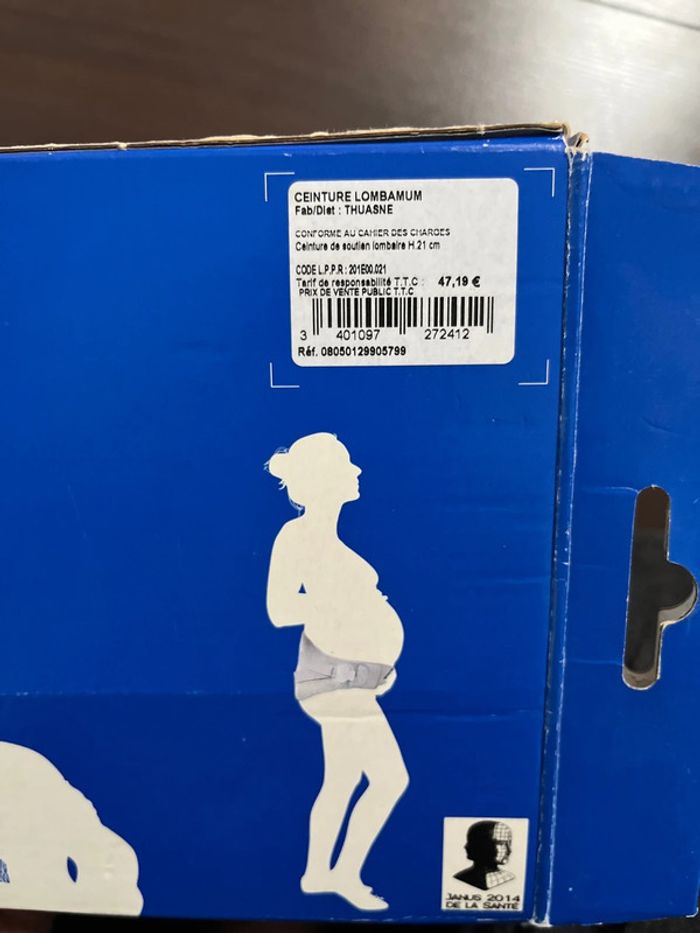 CEINTURE LOMBAMUM
Fab/Dist : THUASNE
CONFORME AU CAHIER DES CHARGES
Ceinture de soutien lombaire H.21 cm
CODE L.P.P.R : 201E00.021
Tarif de responsabilité T.T.C : 47,19 €
PRIX DE VENTE PUBLIC T.T.C
3 401097 272412
Réf. 08050129905799
JANUS 2014
DE LA SANTÉ